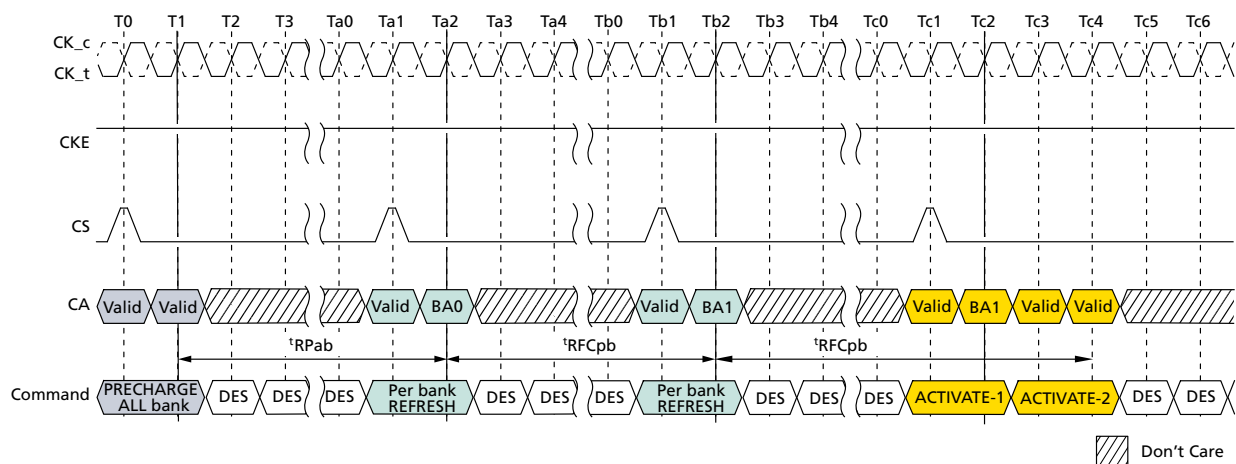 T0 T1 T2 T3 Ta0 Ta1 Ta2 Ta3 Ta4 Tb0 Tb1 Tb2 Tb3 Tb4 Tc0 Tc1 Tc2 Tc3 Tc4 Tc5 Tc6
CK_c
CK_t
CKE
CS
CA Valid Valid Valid BA0 Valid BA1 Valid BA1 Valid Valid
tRPab tRFCpb tRFCpb
Command PRECHARGE ALL bank DES DES DES Per bank REFRESH DES DES DES Per bank REFRESH DES DES DES ACTIVATE-1 ACTIVATE-2 DES DES
Don't Care